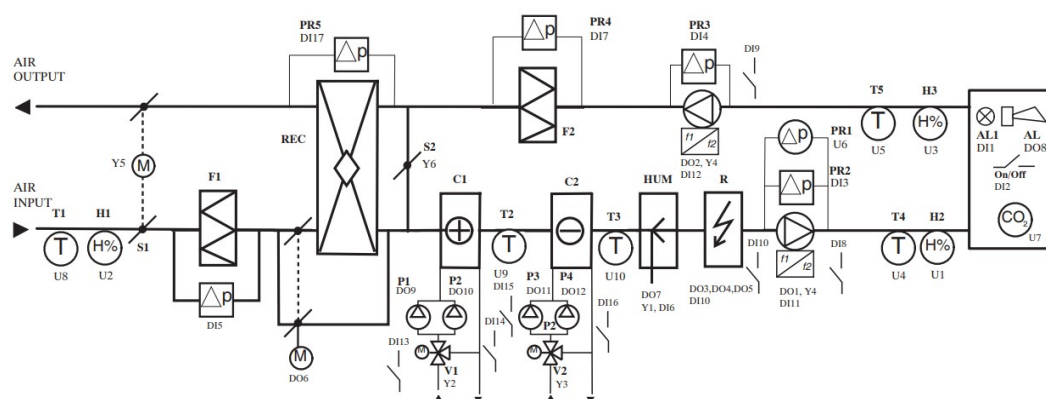 PR5
DI17
PR4
DI7
PR3
DI4
DI9
AIR
OUTPUT
T5
H3
T
H%
U5
U3
AL1
DI1
AL
DO8
On/Off
DI2
CO2
U7
REC
F2
f1
f2
DO2, Y4
DI12
PR1
U6
PR2
DI3
S2
Y6
M
Y5
F1
AIR
INPUT
T1
H1
T
H%
U8
U2
S1
Δp
DI5
M
DO6
C1
T2
T
U9
DI15
C2
T3
T
U10
HUM
DO7
Y1, DI6
R
DO3,DO4,DO5
DI10
DI10
f1
f2
DO1, Y4
DI11
DI8
T4
H2
T
H%
U4
U1
P1
DO9
P2
DO10
DI13
M
V1
Y2
DI14
P3
DO11
P4
DO12
P2
M
V2
Y3
DI16
Δp
Δp
Δp
Δp
Δp